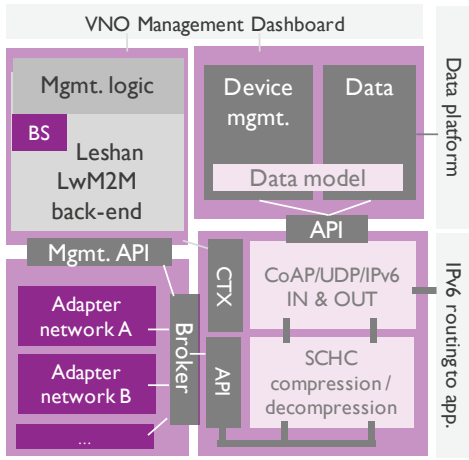 VNO Management Dashboard
Mgmt. logic
BS
Leshan
LwM2M
back-end
Device
mgmt.
Data
Data model
Data platform
Mgmt. API
API
CTX
CoAP/UDP/IPv6
IN & OUT
IPv6 routing to app.
Adapter
network A
Adapter
network B
...
Broker
API
SCHC
compression /
decompression